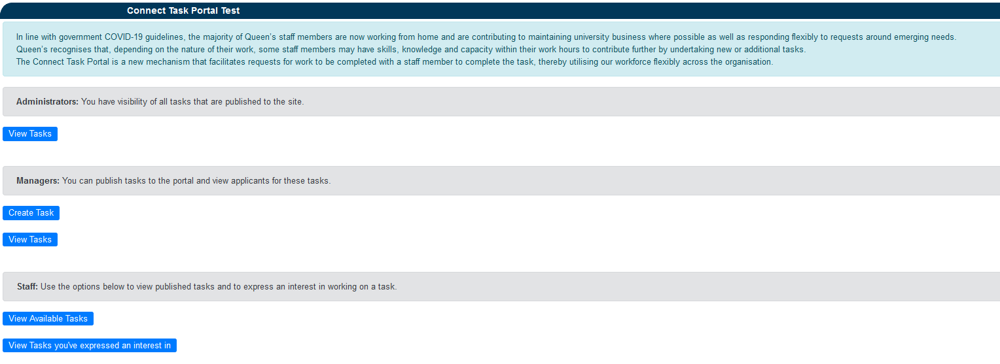 Connect Task Portal Test
In line with government COVID-19 guidelines, the majority of Queen's staff members are now working from home and are contributing to maintaining university business where possible as well as responding flexibly to requests around emerging needs.
Queen's recognises that, depending on the nature of their work, some staff members may have skills, knowledge and capacity within their work hours to contribute further by undertaking new or additional tasks.
The Connect Task Portal is a new mechanism that facilitates requests for work to be completed with a staff member to complete the task, thereby utilising our workforce flexibly across the organisation.
Administrators: You have visibility of all tasks that are published to the site.
View Tasks
Managers: You can publish tasks to the portal and view applicants for these tasks.
Create Task
View Tasks
Staff: Use the options below to view published tasks and to express an interest in working on a task.
View Available Tasks
View Tasks you've expressed an interest in